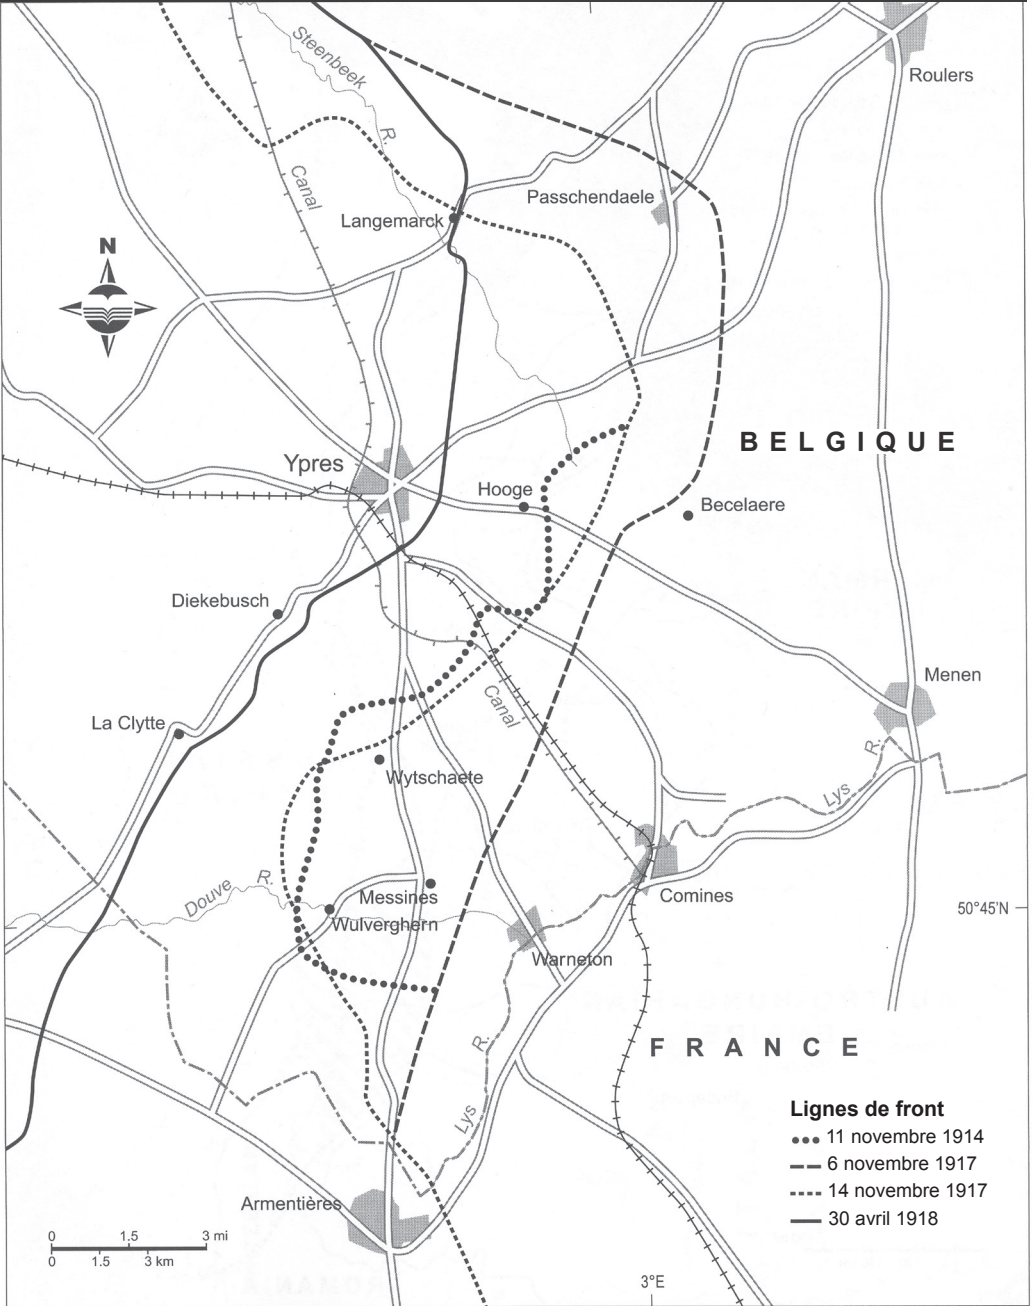 Steenbeek
R.
Roulers
Canal
Passchendaele
Langemarck
N
BELGIQUE
Ypres
Hooge
Becelaere
Diekebusch
Menen
Canal
La Clytte
R.
Wytschaete
Lys
Douve
R.
Messines
Comines
Wulverghern
50°45'N
Warneton
R.
FRANCE
Lys
Lignes de front
11 novembre 1914
6 novembre 1917
14 novembre 1917
30 avril 1918
Armentières
0 1.5 3 mi
0 1.5 3 km
3°E